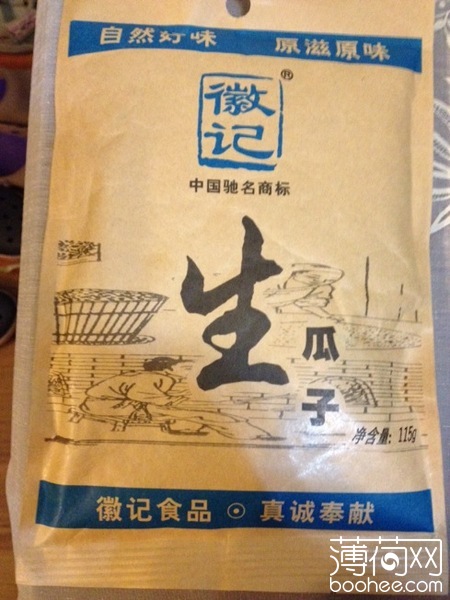 自然好味 原滋原味
徽记®
中国驰名商标
生瓜子
净含量：115g
徽记食品 ⊙ 真诚奉献
薄荷网
boohee.com